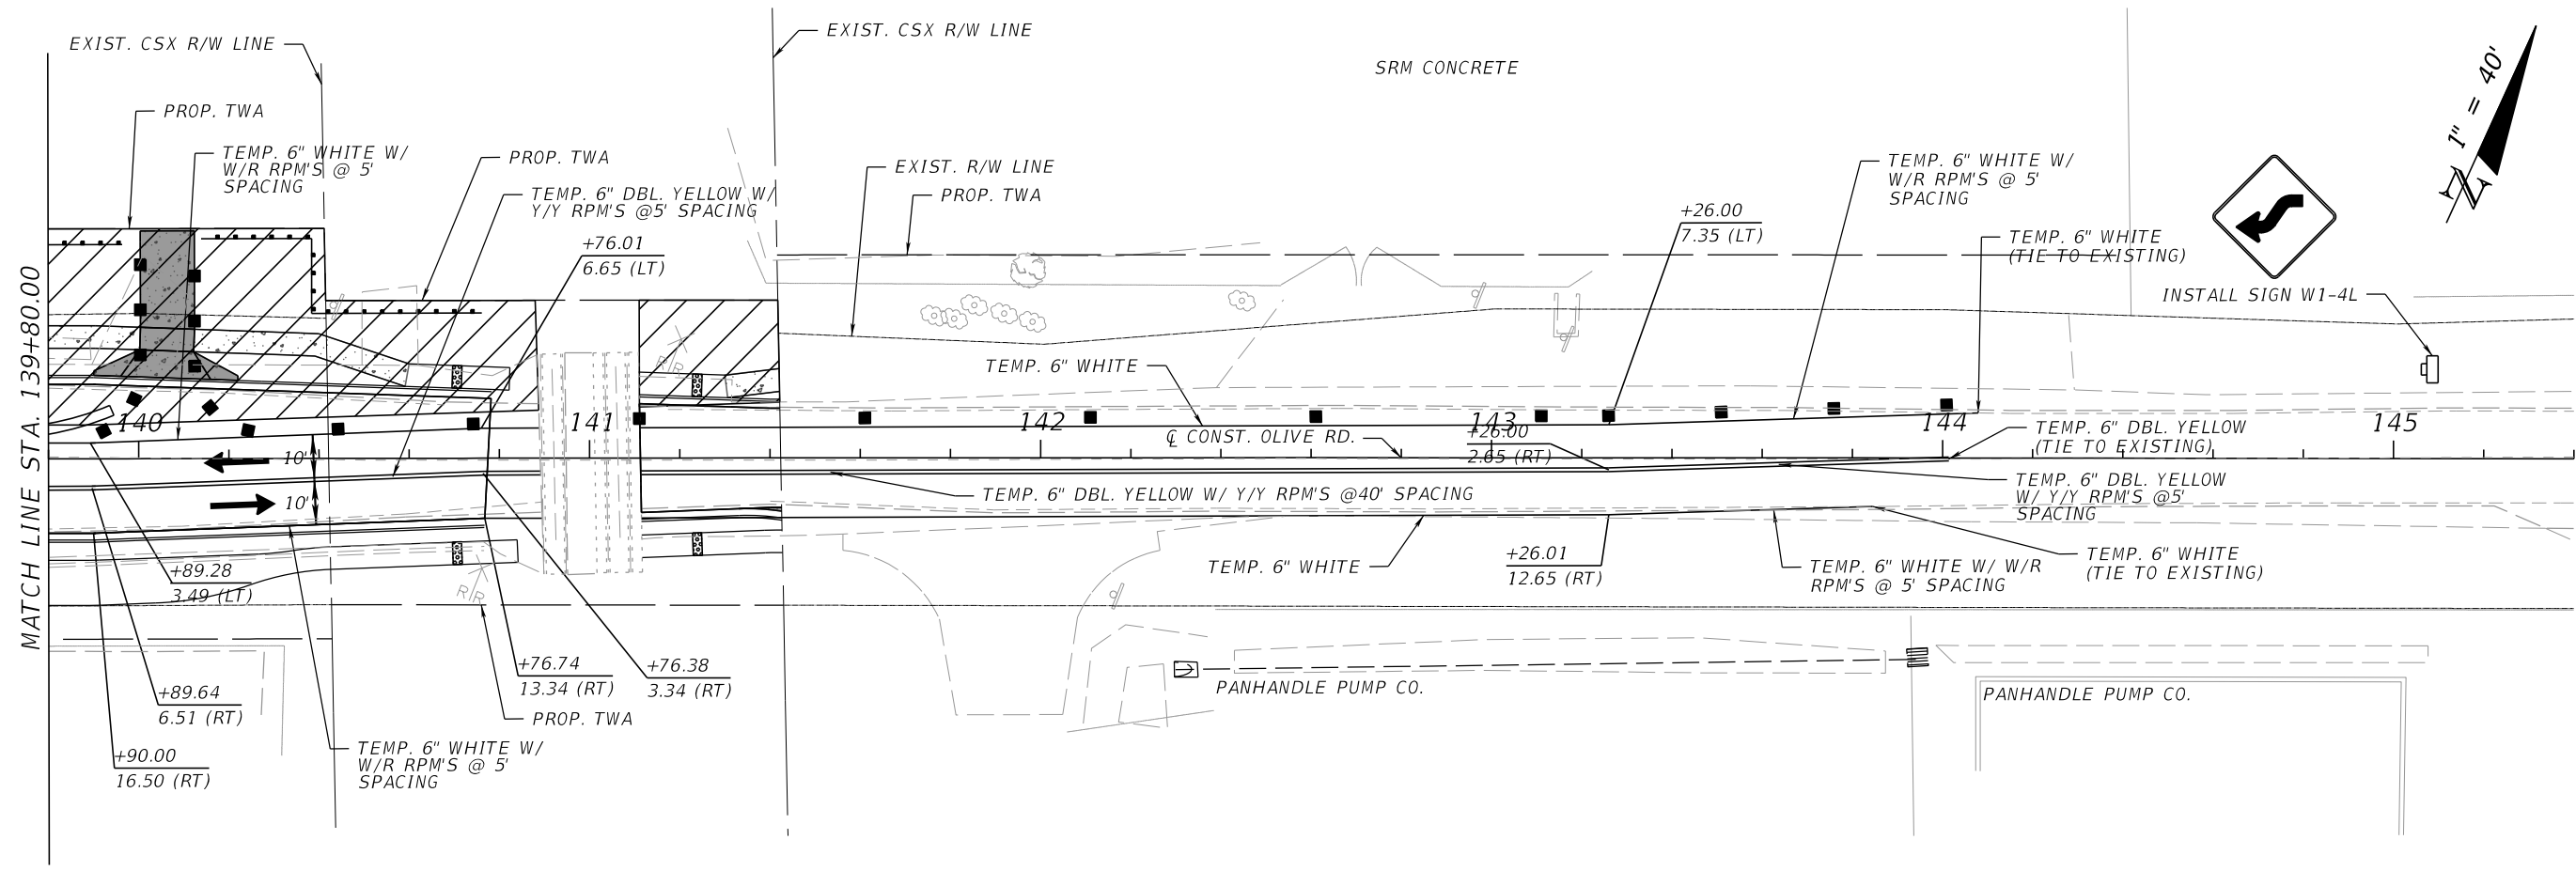 EXIST. CSX R/W LINE
EXIST. CSX R/W LINE
SRM CONCRETE
N 1" = 40'
PROP. TWA
TEMP. 6" WHITE W/
W/R RPM'S @ 5'
SPACING
PROP. TWA
TEMP. 6" DBL. YELLOW W/
Y/Y RPM'S @5' SPACING
+76.01
6.65 (LT)
EXIST. R/W LINE
PROP. TWA
+26.00
7.35 (LT)
TEMP. 6" WHITE W/
W/R RPM'S @ 5'
SPACING
TEMP. 6" WHITE
(TIE TO EXISTING)
INSTALL SIGN W1-4L
MATCH LINE STA. 139+80.00
TEMP. 6" WHITE
R/R
140
141
142
143
144
145
℄ CONST. OLIVE RD.
+26.00
2.65 (RT)
TEMP. 6" DBL. YELLOW
(TIE TO EXISTING)
10'
10'
TEMP. 6" DBL. YELLOW W/ Y/Y RPM'S @40' SPACING
TEMP. 6" DBL. YELLOW
W/ Y/Y RPM'S @5'
SPACING
+89.28
3.49 (LT)
R/R
TEMP. 6" WHITE
+26.01
12.65 (RT)
TEMP. 6" WHITE W/ W/R
RPM'S @ 5' SPACING
TEMP. 6" WHITE
(TIE TO EXISTING)
+89.64
6.51 (RT)
+76.74
13.34 (RT)
+76.38
3.34 (RT)
PANHANDLE PUMP CO.
PANHANDLE PUMP CO.
PROP. TWA
+90.00
16.50 (RT)
TEMP. 6" WHITE W/
W/R RPM'S @ 5'
SPACING